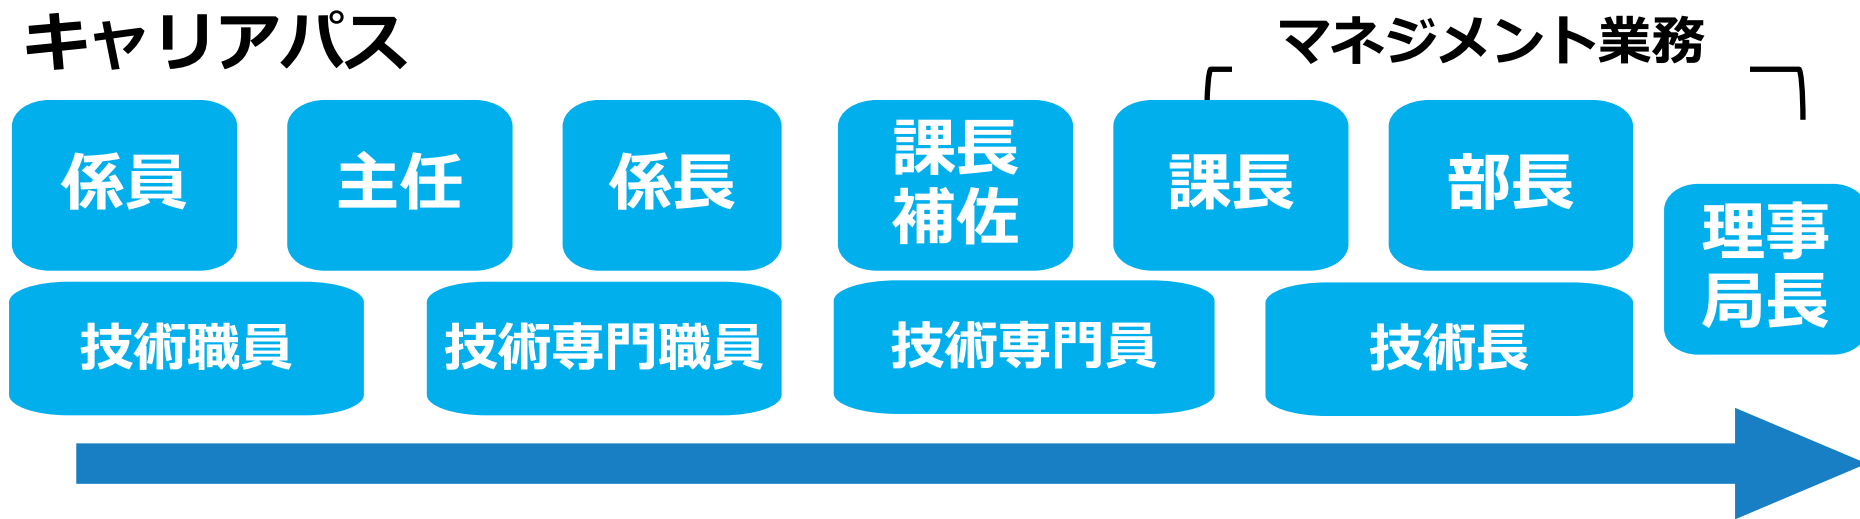 キャリアパス
マネジメント業務
係員
主任
係長
課長
補佐
課長
部長
理事
局長
技術職員
技術専門職員
技術専門員
技術長